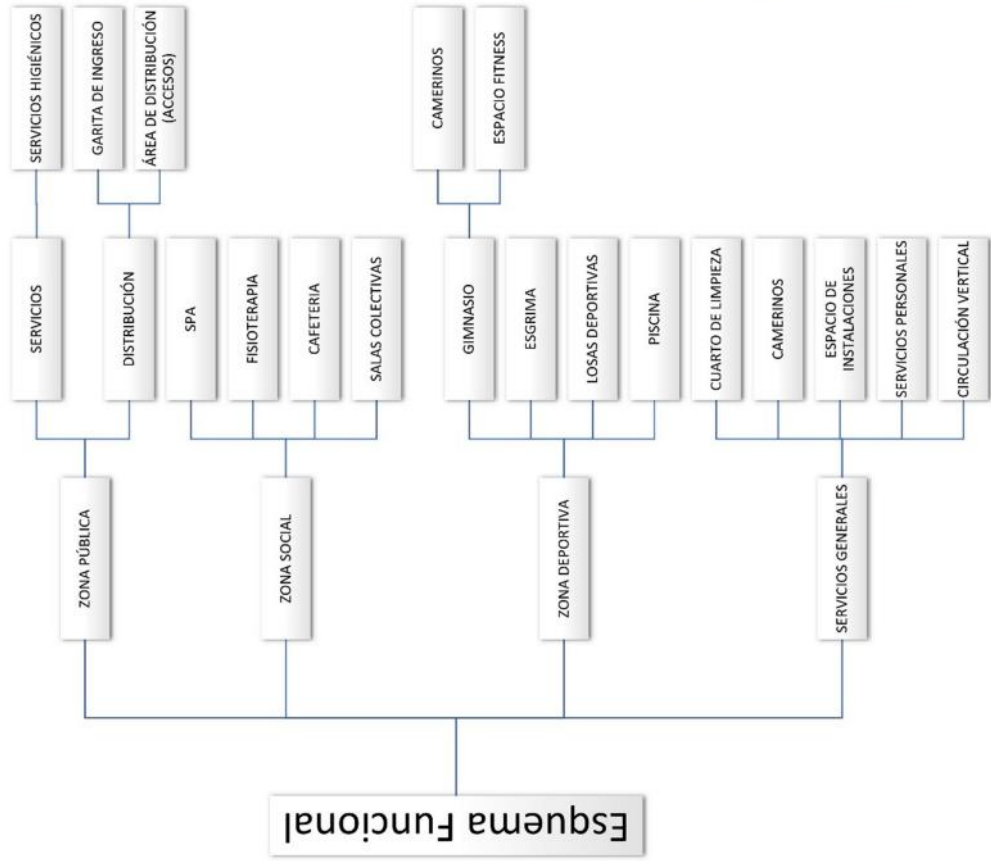 Esquema Funcional
ZONA PÚBLICA
SERVICIOS
SERVICIOS HIGIÉNICOS
DISTRIBUCIÓN
GARITA DE INGRESO
ÁREA DE DISTRIBUCIÓN
(ACCESOS)
ZONA SOCIAL
SPA
FISIOTERAPIA
CAFETERIA
SALAS COLECTIVAS
ZONA DEPORTIVA
GIMNASIO
CAMERINOS
ESPACIO FITNESS
ESGRIMA
LOSAS DEPORTIVAS
PISCINA
SERVICIOS GENERALES
CUARTO DE LIMPIEZA
CAMERINOS
ESPACIO DE
INSTALACIONES
SERVICIOS PERSONALES
CIRCULACIÓN VERTICAL